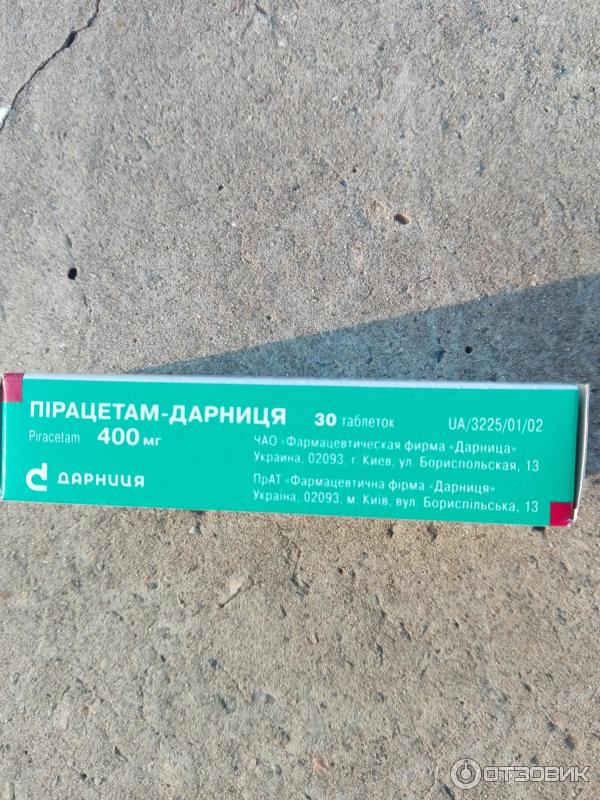 ПІРАЦЕТАМ-ДАРНИЦЯ 30 таблеток UA/3225/01/02
Piracetam 400 мг
ЧАО «Фармацевтическая фирма «Дарница»
Украина, 02093, г. Киев, ул. Бориспольская, 13
ДАРНИЦЯ
ПрАТ «Фармацевтична фірма «Дарниця»
Україна, 02093, м. Київ, вул. Бориспільська, 13
ОТЗОВИК